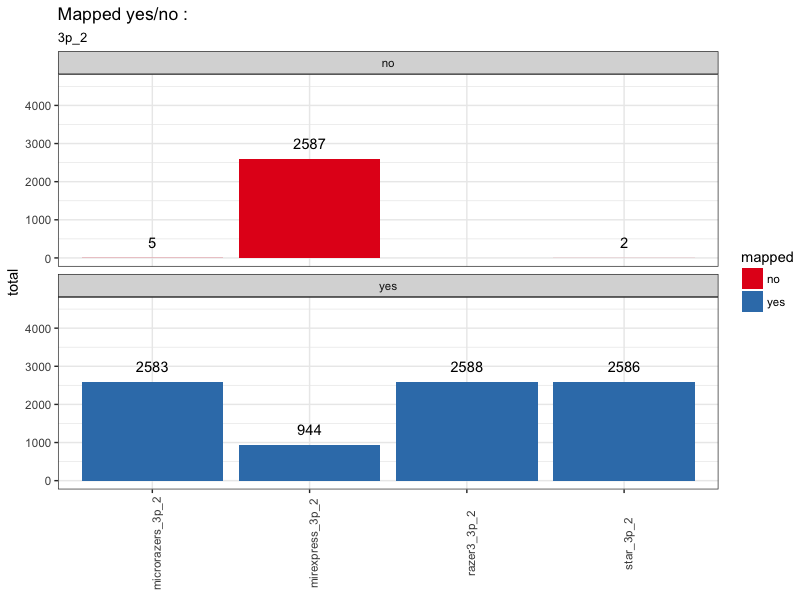 Mapped yes/no :
3p_2
no
4000
3000
2000
1000
0
5
2587
2
total
yes
4000
3000
2000
1000
0
2583
944
2588
2586
microrazers_3p_2
mirexpress_3p_2
razer3_3p_2
star_3p_2
mapped
no
yes